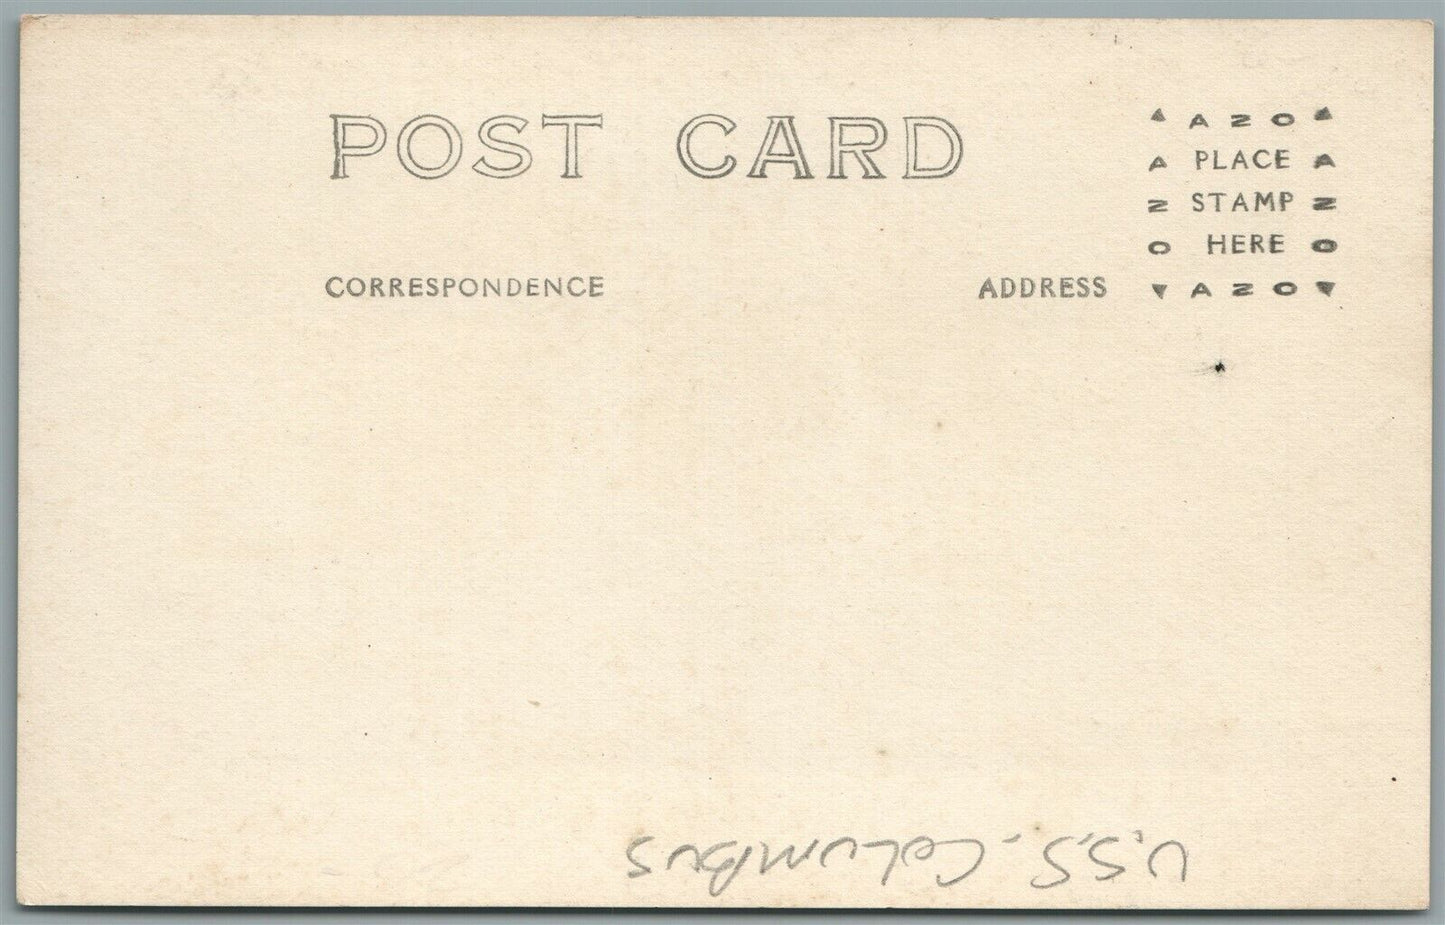 POST CARD
▲ AZO ▲
A PLACE A
Z STAMP Z
O HERE O
▼ AZO ▼
CORRESPONDENCE
ADDRESS
U.S.S. COLUMBUS